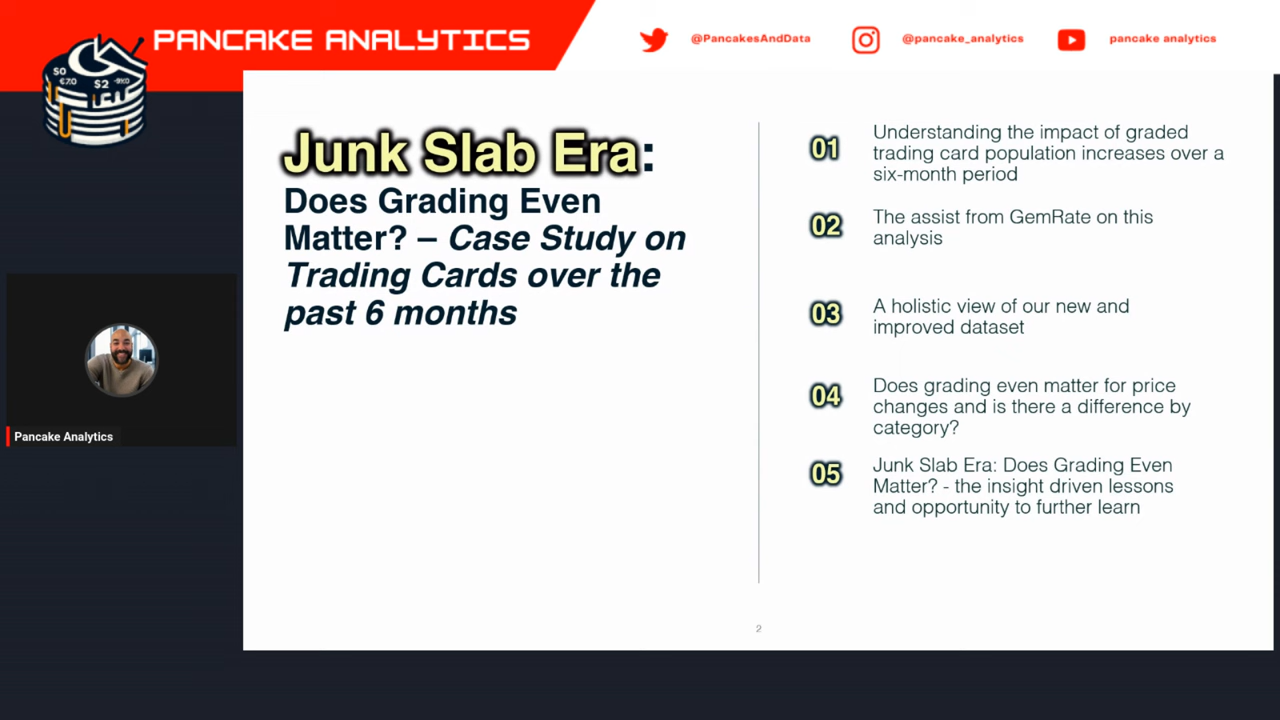 PANCAKE ANALYTICS
@PancakesAndData
@pancake_analytics
pancake analytics
Junk Slab Era:
Does Grading Even
Matter? – Case Study on
Trading Cards over the
past 6 months
01
Understanding the impact of graded
trading card population increases over a
six-month period
02
The assist from GemRate on this
analysis
03
A holistic view of our new and
improved dataset
04
Does grading even matter for price
changes and is there a difference by
category?
05
Junk Slab Era: Does Grading Even
Matter? - the insight driven lessons
and opportunity to further learn
Pancake Analytics
2